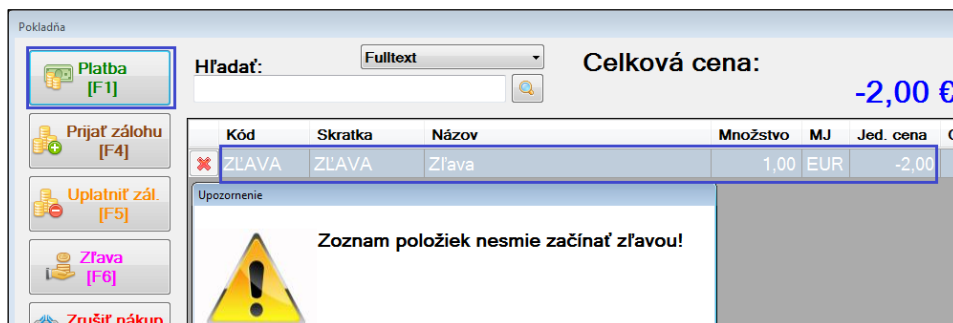 Pokladňa
Platba
[F1]
Hľadať:
Fulltext
Celková cena:
-2,00 €
Prijať zálohu
[F4]
Kód Skratka Názov Množstvo MJ Jed. cena
ZĽAVA ZĽAVA Zľava 1,00 EUR -2,00
Uplatniť zál.
[F5]
Upozornenie
Zoznam položiek nesmie začínať zľavou!
Zľava
[F6]
Zrušiť nákup